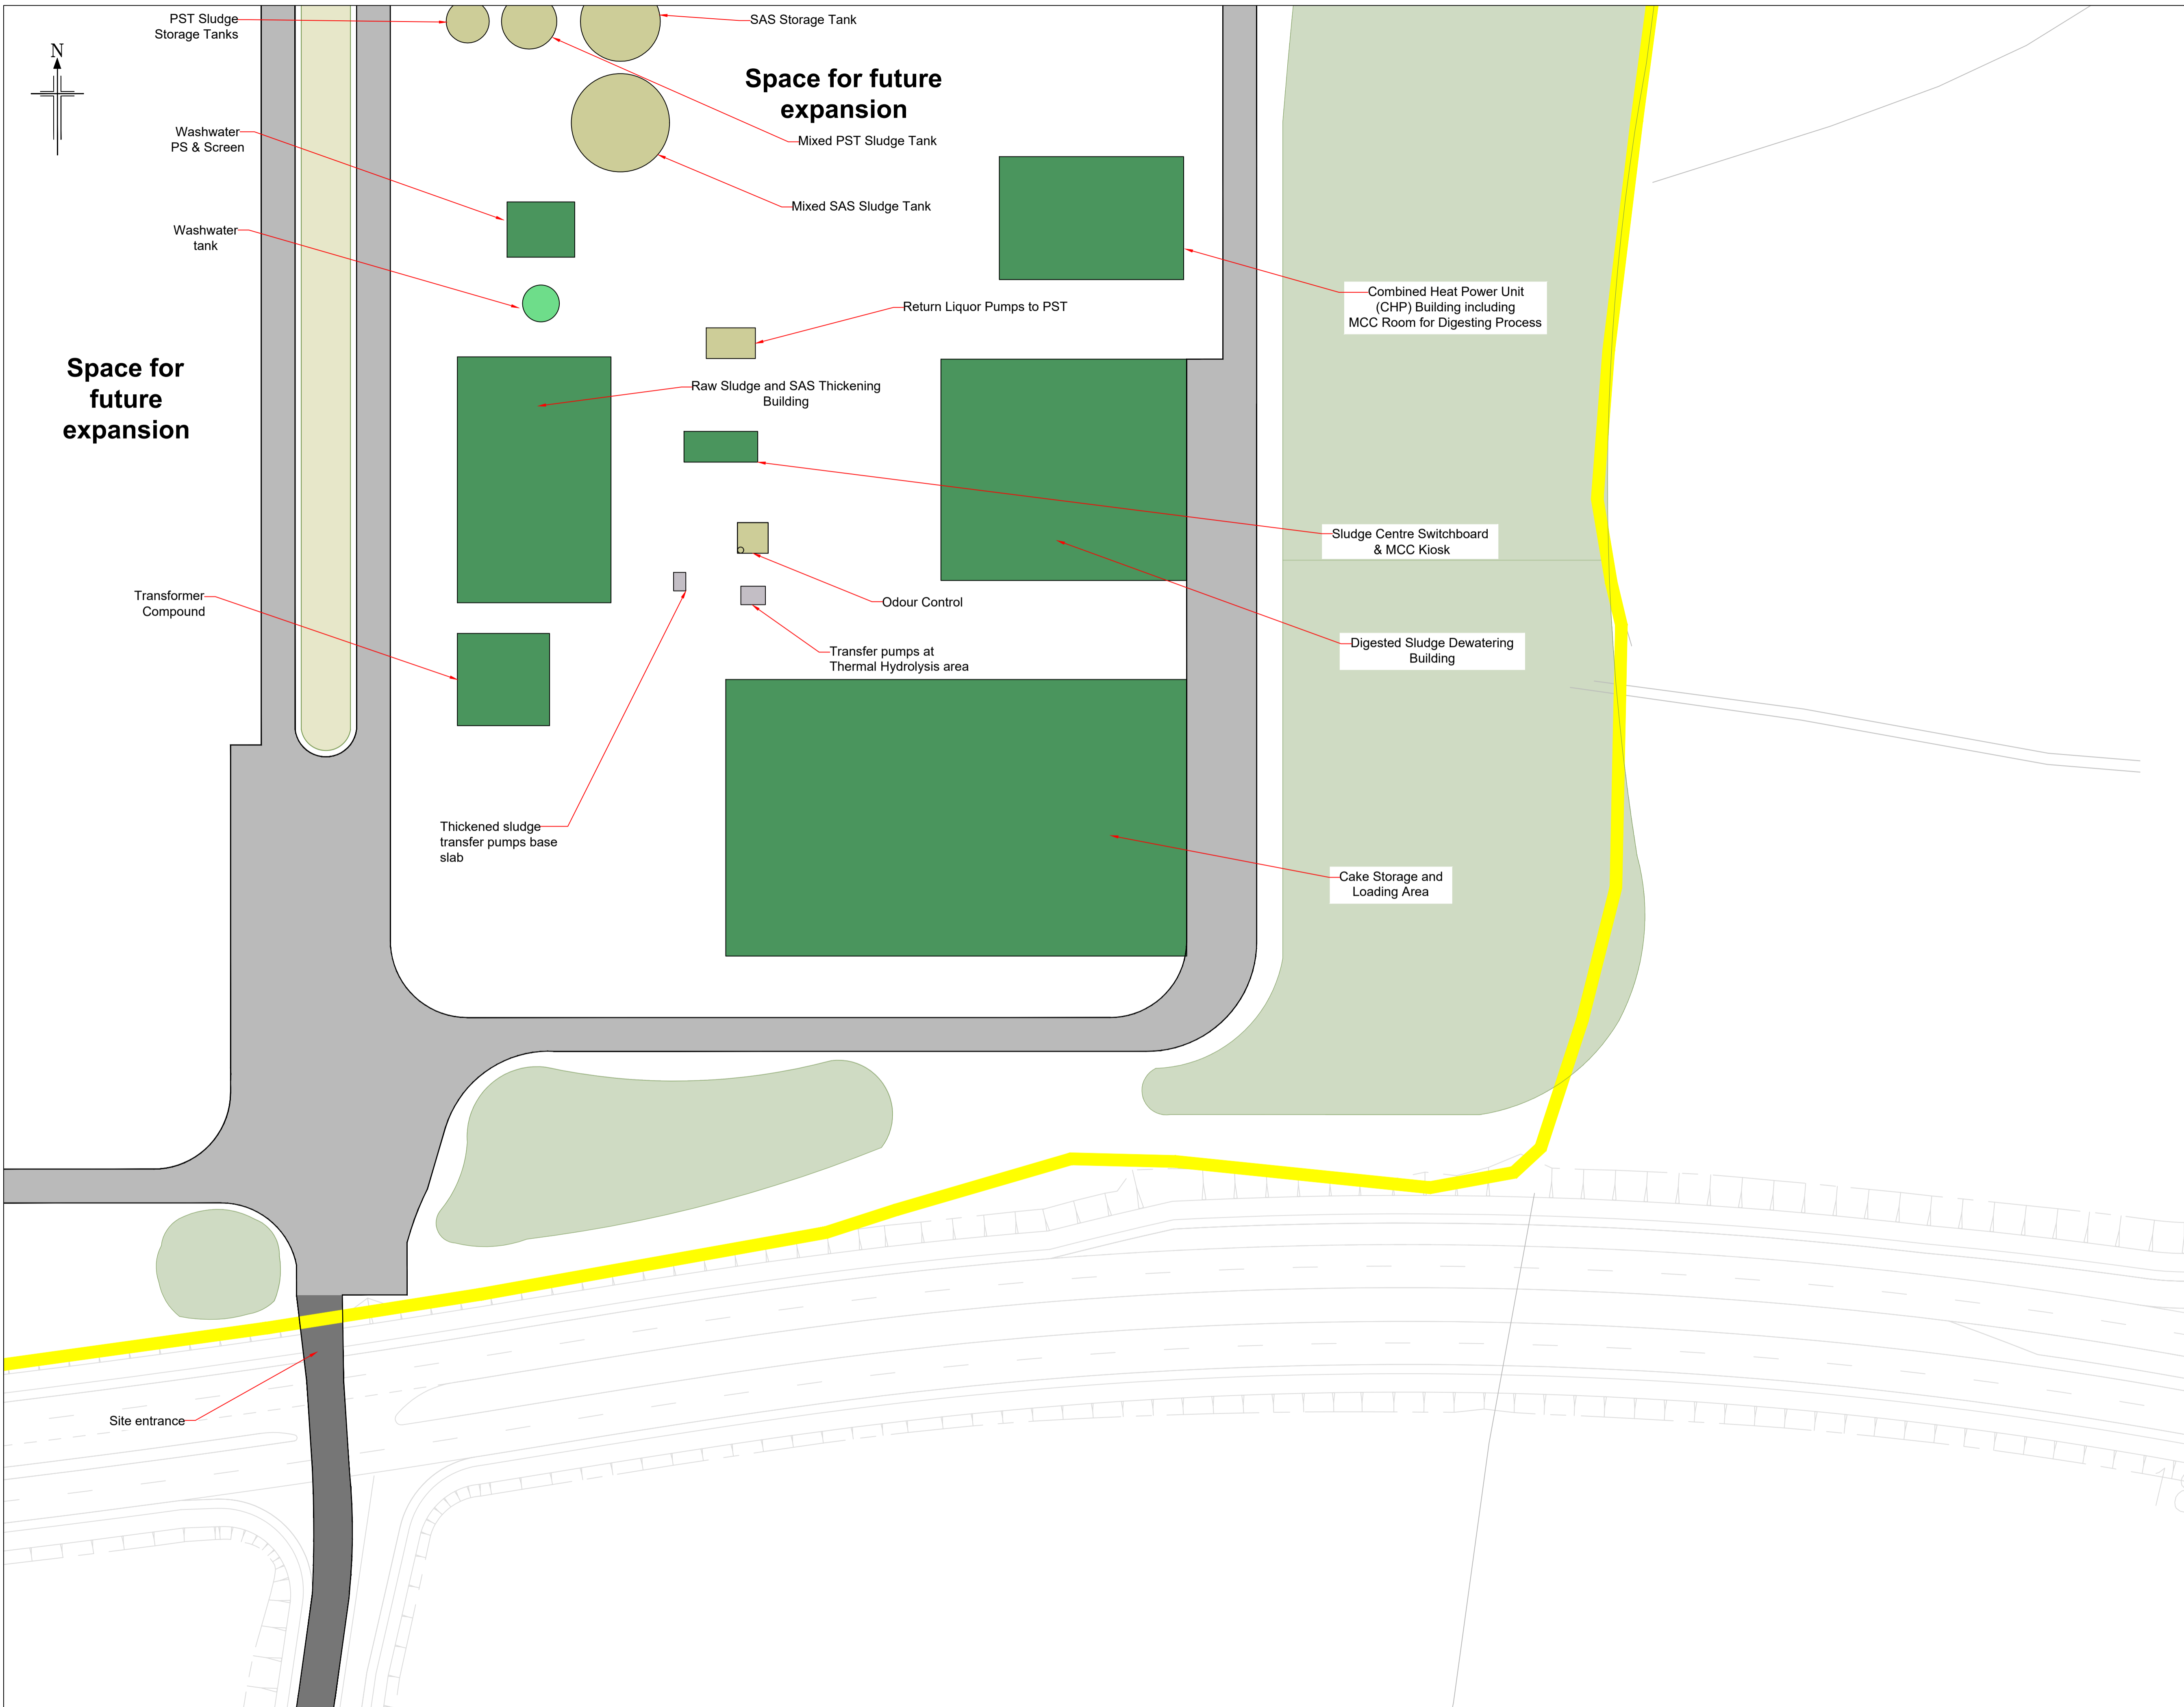 PST Sludge
Storage Tanks
SAS Storage Tank
N
Space for future
expansion
Washwater
PS & Screen
Mixed PST Sludge Tank
Mixed SAS Sludge Tank
Washwater
tank
Combined Heat Power Unit
(CHP) Building including
MCC Room for Digesting Process
Return Liquor Pumps to PST
Space for
future
expansion
Raw Sludge and SAS Thickening
Building
Sludge Centre Switchboard
& MCC Kiosk
Transformer
Compound
Odour Control
Digested Sludge Dewatering
Building
Transfer pumps at
Thermal Hydrolysis area
Thickened sludge
transfer pumps base
slab
Cake Storage and
Loading Area
Site entrance